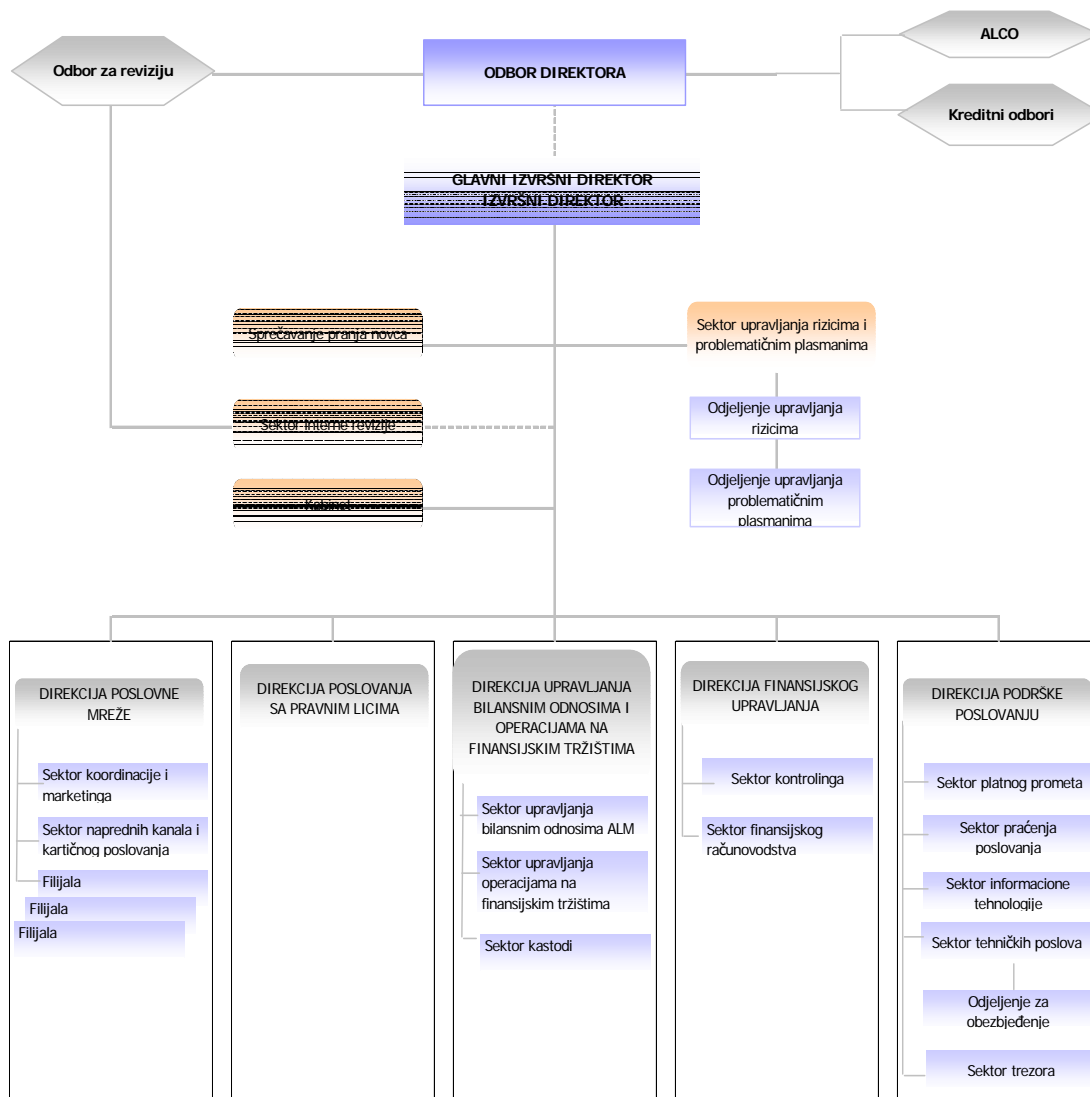 ALCO
Odbor za reviziju
ODBOR DIREKTORA
Kreditni odbori
GLAVNI IZVRŠNI DIREKTOR
IZVRŠNI DIREKTOR
Sprečavanje pranja novca
Sektor upravljanja rizicima i
problematičnim plasmanima
Sektor interne revizije
Odjeljenje upravljanja
rizicima
Kabinet
Odjeljenje upravljanja
problematičnim
plasmanima
DIREKCIJA POSLOVNE
MREŽE
Sektor koordinacije i
marketinga
Sektor naprednih kanala i
kartičnog poslovanja
Filijala
Filijala
Filijala
DIREKCIJA POSLOVANJA
SA PRAVNIM LICIMA
DIREKCIJA UPRAVLJANJA
BILANSNIM ODNOSIMA I
OPERACIJAMA NA
FINANSIJSKIM TRŽIŠTIMA
Sektor upravljanja
bilansnim odnosima ALM
Sektor upravljanja
operacijama na
finansijskim tržištima
Sektor kastodi
DIREKCIJA FINANSIJSKOG
UPRAVLJANJA
Sektor kontrolinga
Sektor finansijskog
računovodstva
DIREKCIJA PODRŠKE
POSLOVANJU
Sektor platnog prometa
Sektor praćenja
poslovanja
Sektor informacione
tehnologije
Sektor tehničkih poslova
Odjeljenje za
obezbjeđenje
Sektor trezora